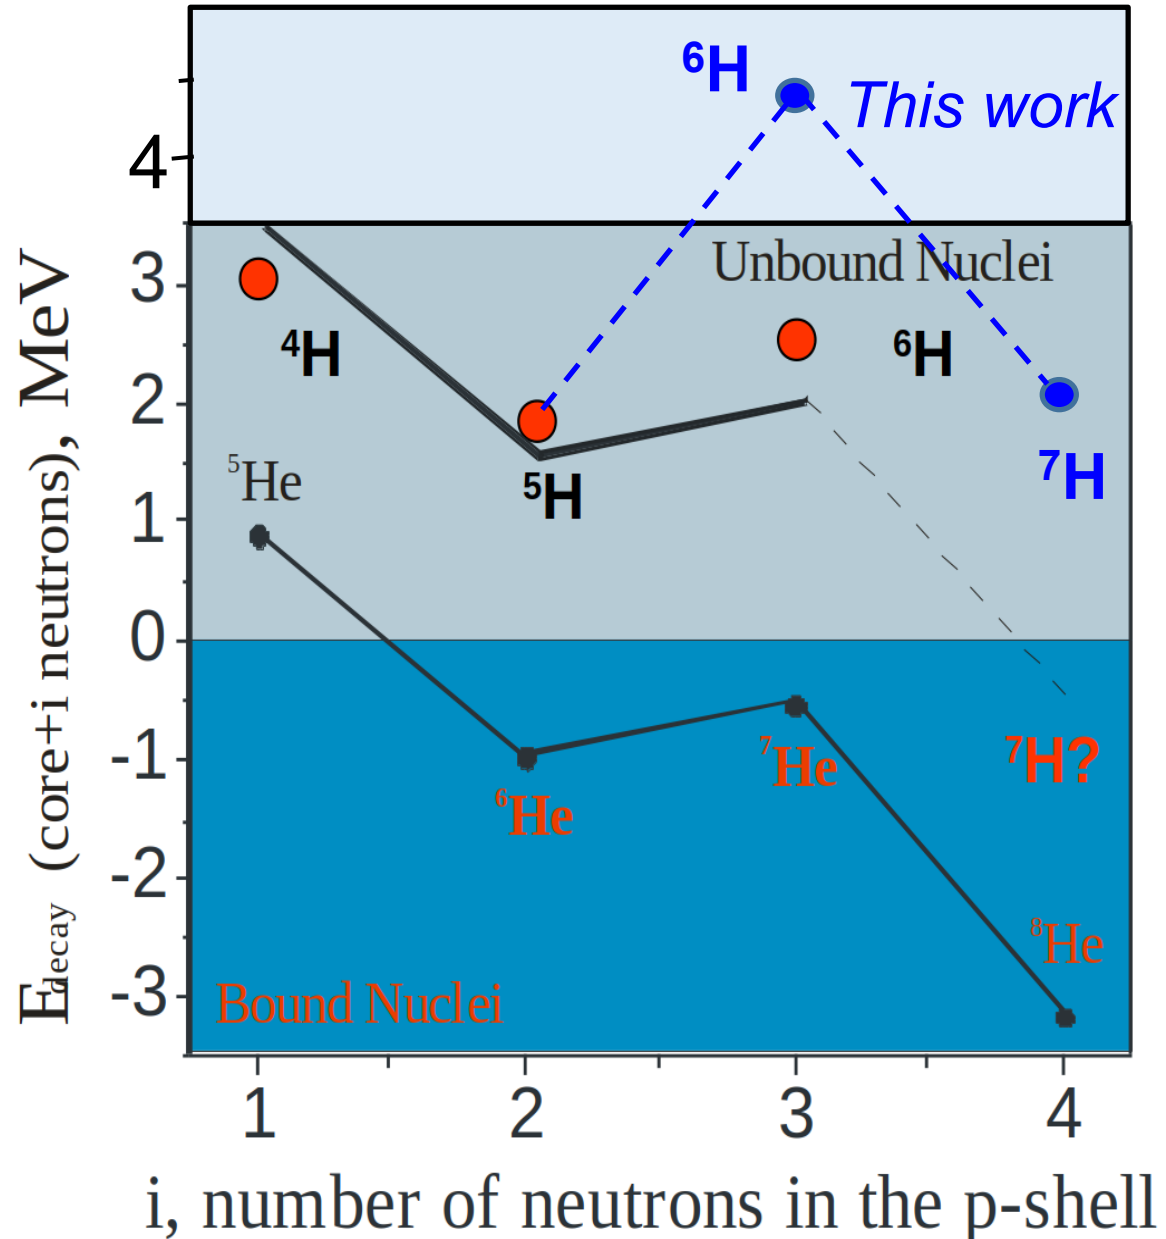 ⁶H
This work
4
Unbound Nuclei
3
⁴H
⁶H
2
⁵He
⁵H
⁷H
1
0
-1
⁷He
⁷H?
⁶He
-2
⁸He
-3
Bound Nuclei
E decay (core+i neutrons), MeV
1 2 3 4
i, number of neutrons in the p-shell